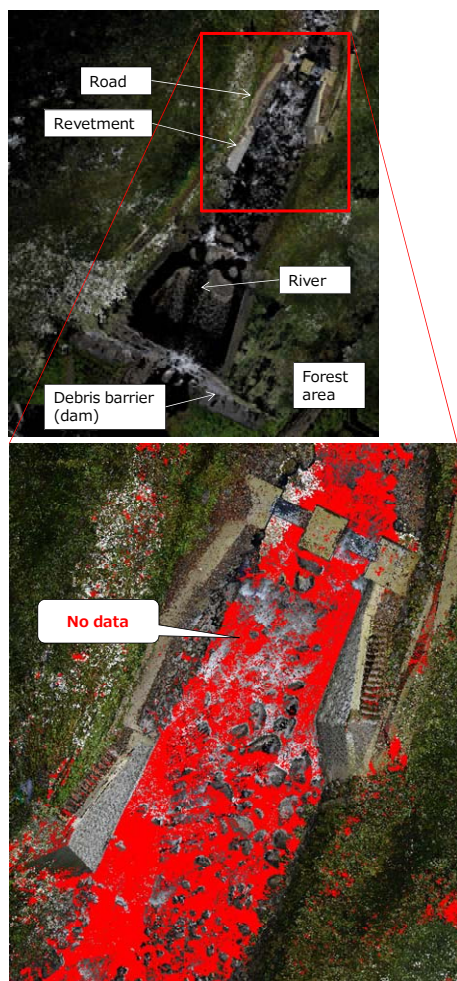 Road
Revetment
River
Debris barrier
(dam)
Forest
area
No data